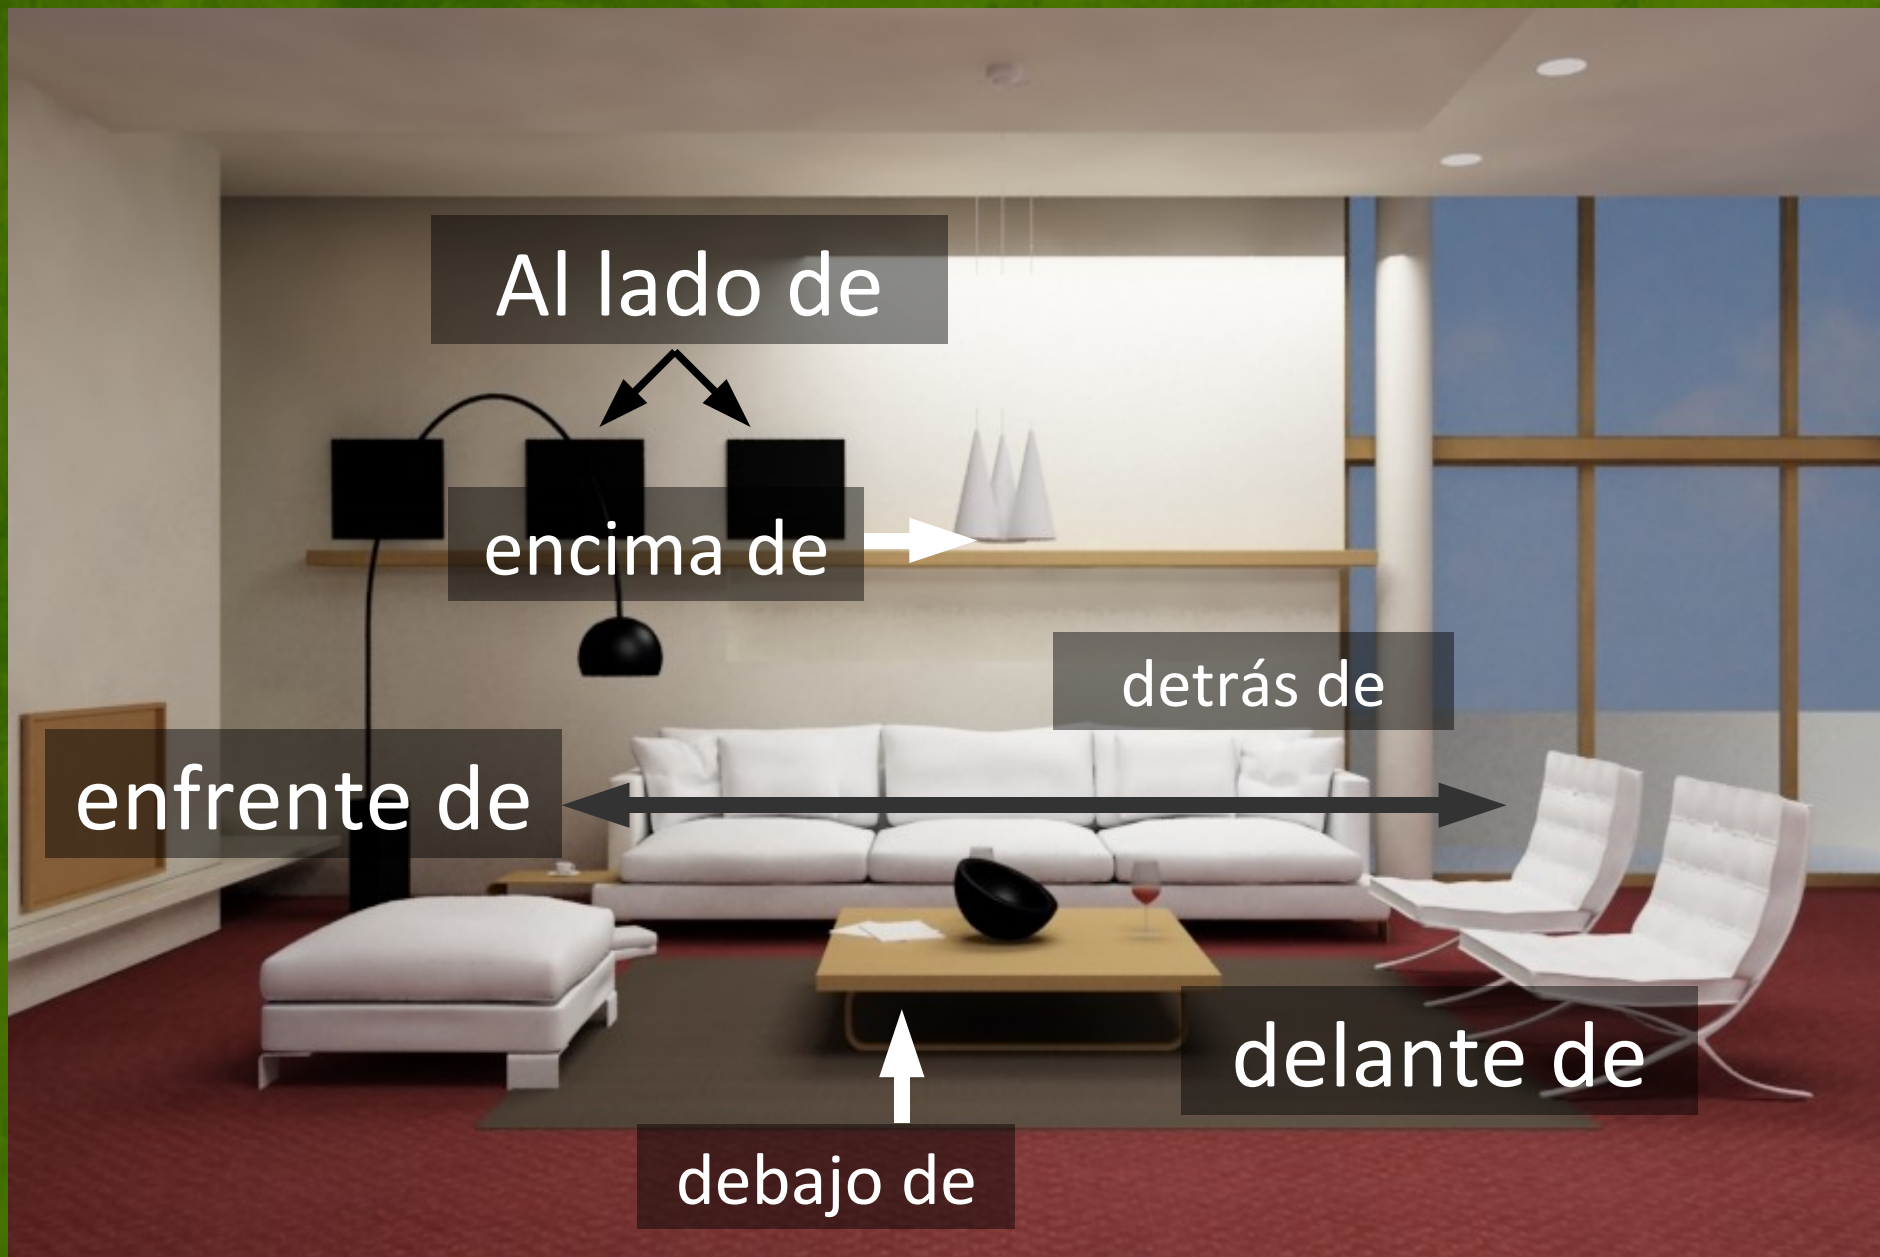 Al lado de
encima de
detrás de
enfrente de
delante de
debajo de